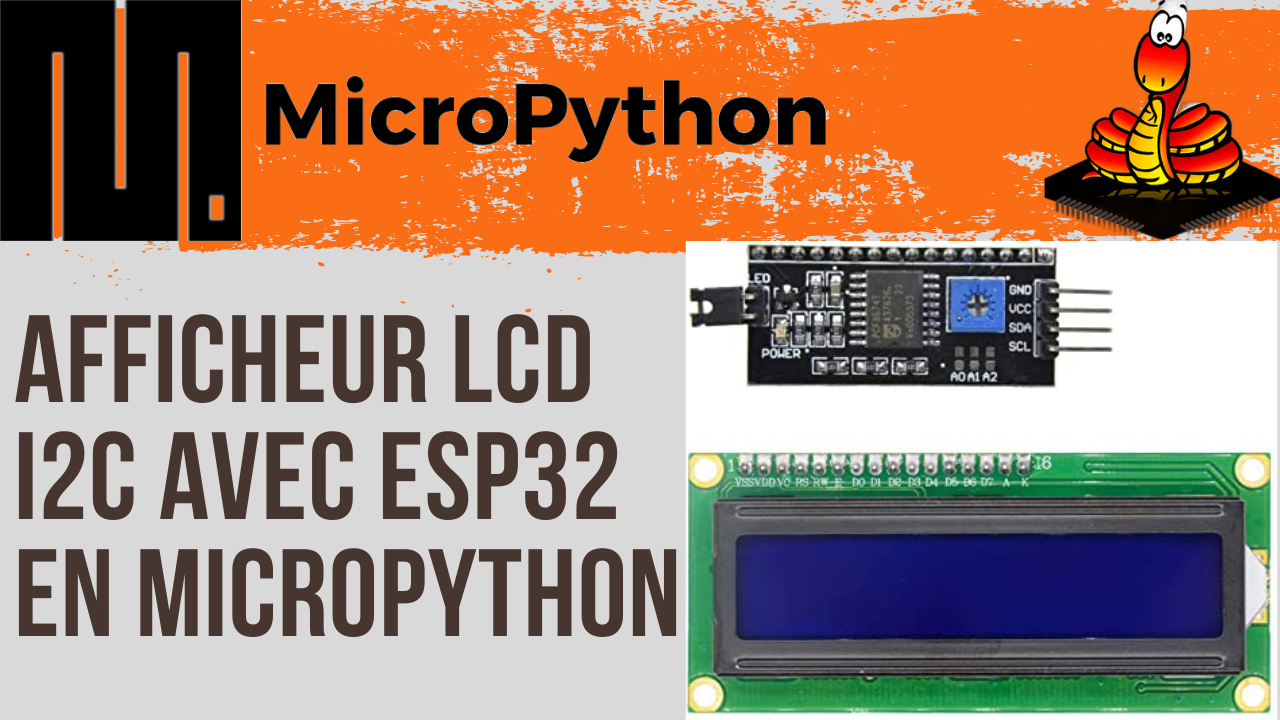 MicroPython
AFFICHEUR LCD
I2C AVEC ESP32
EN MICROPYTHON
LED
GND
VCC
SDA
SCL
POWER
A0 A1 A2
1 16
VSS VDD VO RS RW E D0 D1 D2 D3 D4 D5 D6 D7 A K